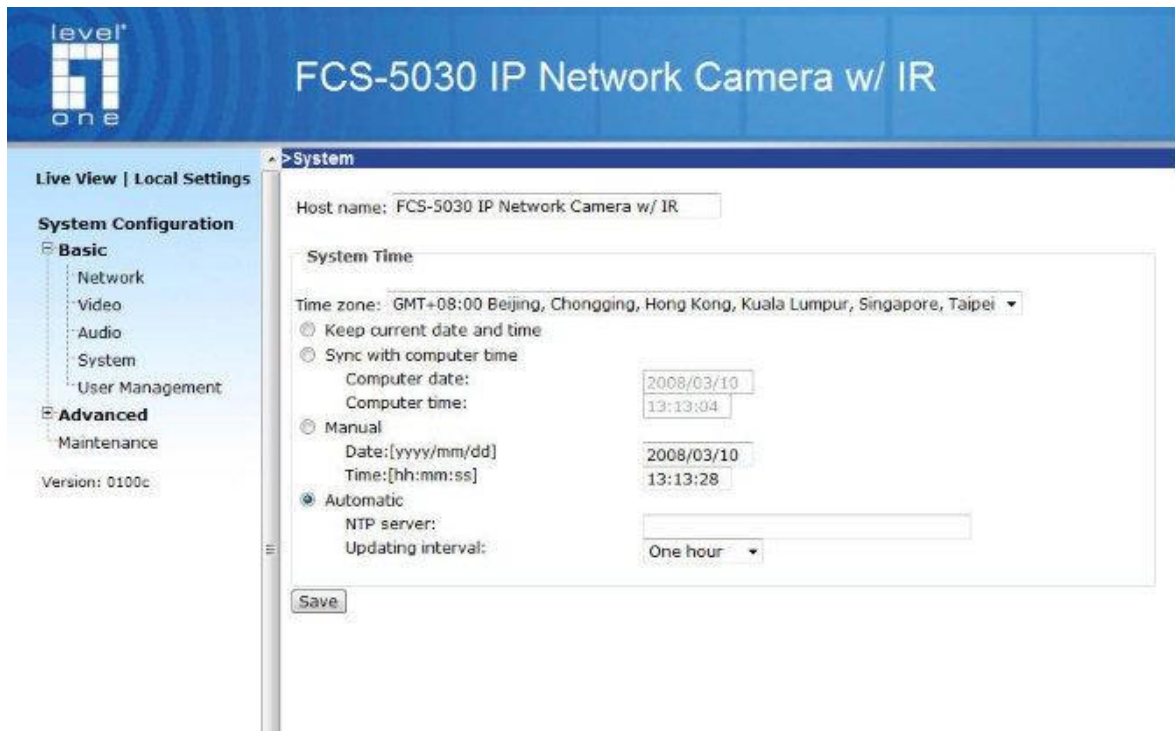 level
one
FCS-5030 IP Network Camera w/ IR
Live View | Local Settings
System Configuration
Basic
Network
Video
Audio
System
User Management
Advanced
Maintenance
Version: 0100c
>System
Host name: FCS-5030 IP Network Camera w/ IR
System Time
Time zone: GMT+08:00 Beijing, Chongging, Hong Kong, Kuala Lumpur, Singapore, Taipei
Keep current date and time
Sync with computer time
Computer date: 2008/03/10
Computer time: 13:13:04
Manual
Date:[yyyy/mm/dd] 2008/03/10
Time:[hh:mm:ss] 13:13:28
Automatic
NTP server:
Updating interval: One hour
Save